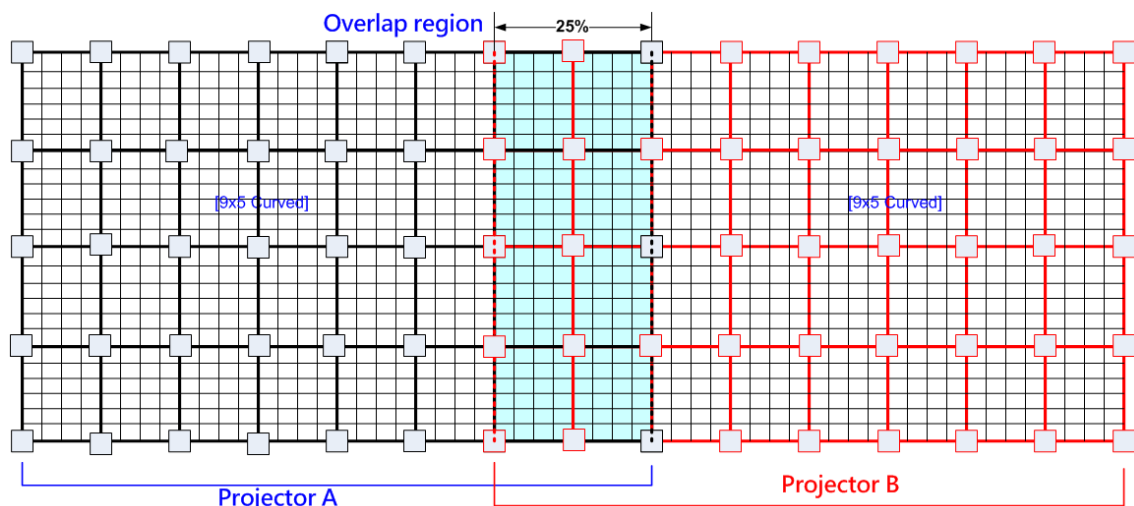 Overlap region
25%
[9x5 Curved]
[9x5 Curved]
Projector A
Projector B